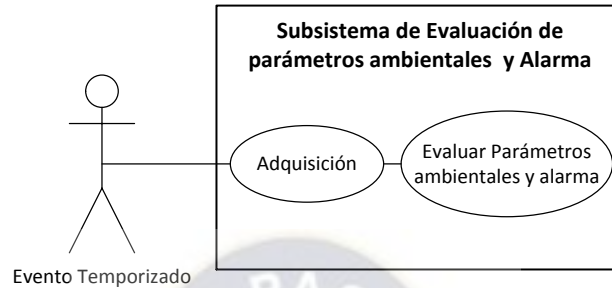 Subsistema de Evaluación de
parámetros ambientales y Alarma
Adquisición
Evaluar Parámetros
ambientales y alarma
Evento Temporizado